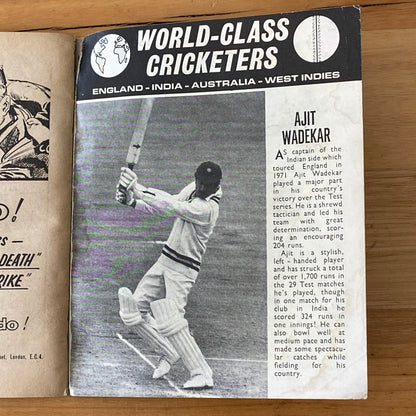 O!
s —
DEATH"
RIKE"
do!
et, London, E.C.4.
WORLD-CLASS
CRICKETERS
ENGLAND - INDIA - AUSTRALIA - WEST INDIES
AJIT
WADEKAR
AS captain of the
Indian side which
toured England in
1971 Ajit Wadekar
played a major part
in his country's
victory over the Test
series. He is a shrewd
tactician and led his
team with great
determination, scor-
ing an encouraging
204 runs.
Ajit is a stylish,
left - handed player
and has struck a total
of over 1,700 runs in
the 29 Test matches
he's played, though
in one match for his
club in India he
scored 324 runs in
one innings! He can
also bowl well at
medium pace and has
made some spectacu-
lar catches while
fielding for his
country.